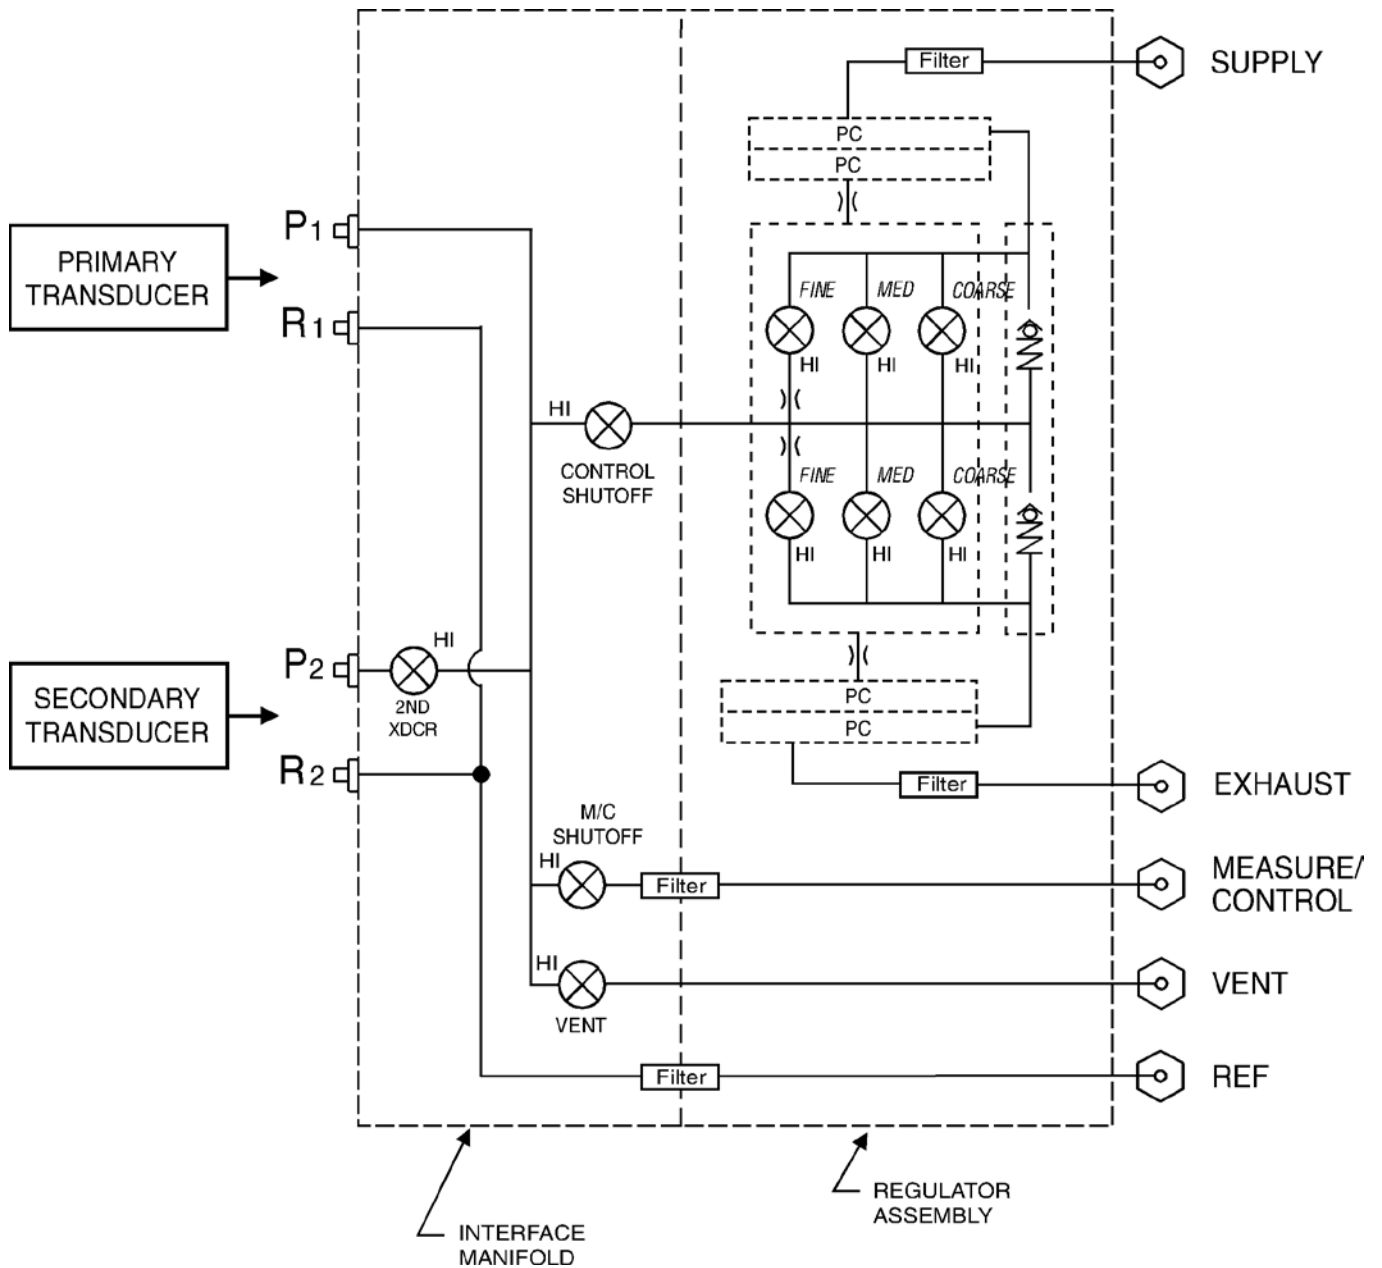 Filter
SUPPLY
PC
PC
P1
PRIMARY
TRANSDUCER
R1
FINE MED COARSE
HI HI HI
HI
CONTROL
SHUTOFF
FINE MED COARSE
HI HI HI
HI
P2
2ND
XDCR
SECONDARY
TRANSDUCER
R2
PC
PC
Filter
EXHAUST
M/C
SHUTOFF
HI
Filter
MEASURE/
CONTROL
HI
VENT
VENT
Filter
REF
REGULATOR
ASSEMBLY
INTERFACE
MANIFOLD